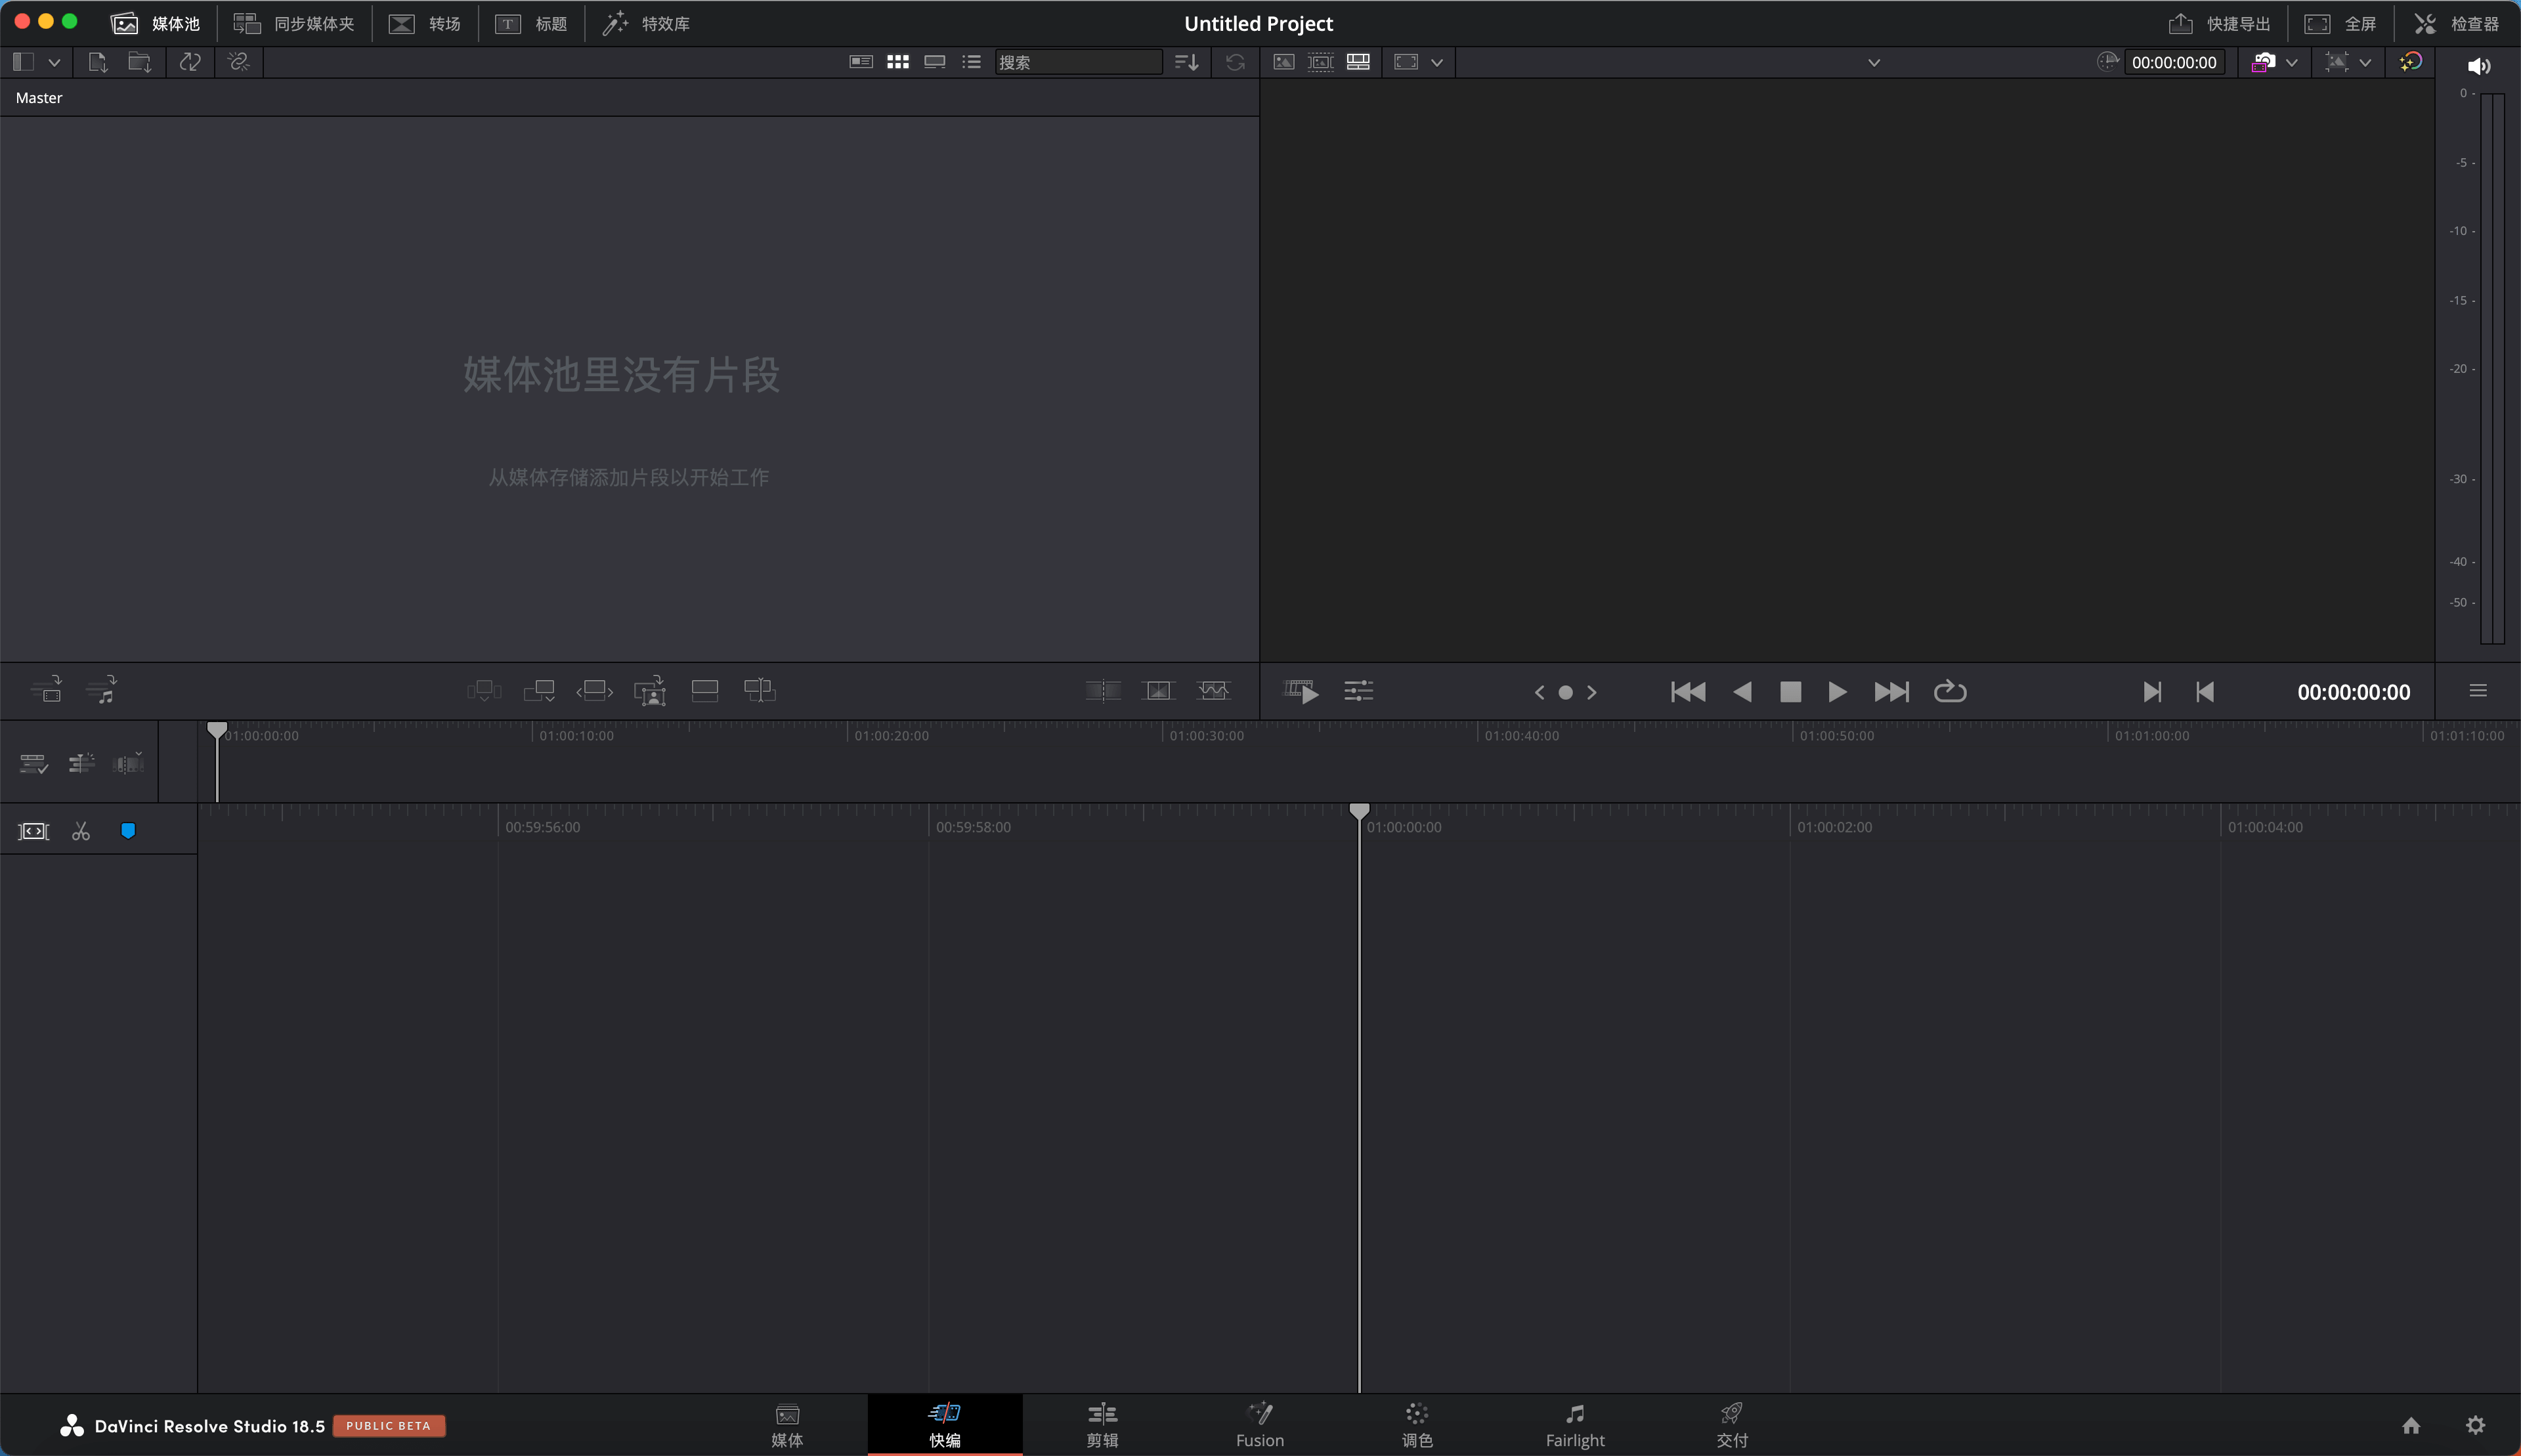 媒体池 同步媒体夹 转场 标题 特效库 Untitled Project 快捷导出 全屏 检查器
搜索 00:00:00:00
Master
0
-5
-10
-15
-20
-30
-40
-50
媒体池里没有片段
从媒体存储添加片段以开始工作
00:00:00:00
01:00:00:00 01:00:10:00 01:00:20:00 01:00:30:00 01:00:40:00 01:00:50:00 01:01:00:00 01:01:10:00
00:59:56:00 00:59:58:00 01:00:00:00 01:00:02:00 01:00:04:00
DaVinci Resolve Studio 18.5 PUBLIC BETA
媒体 快编 剪辑 Fusion 调色 Fairlight 交付